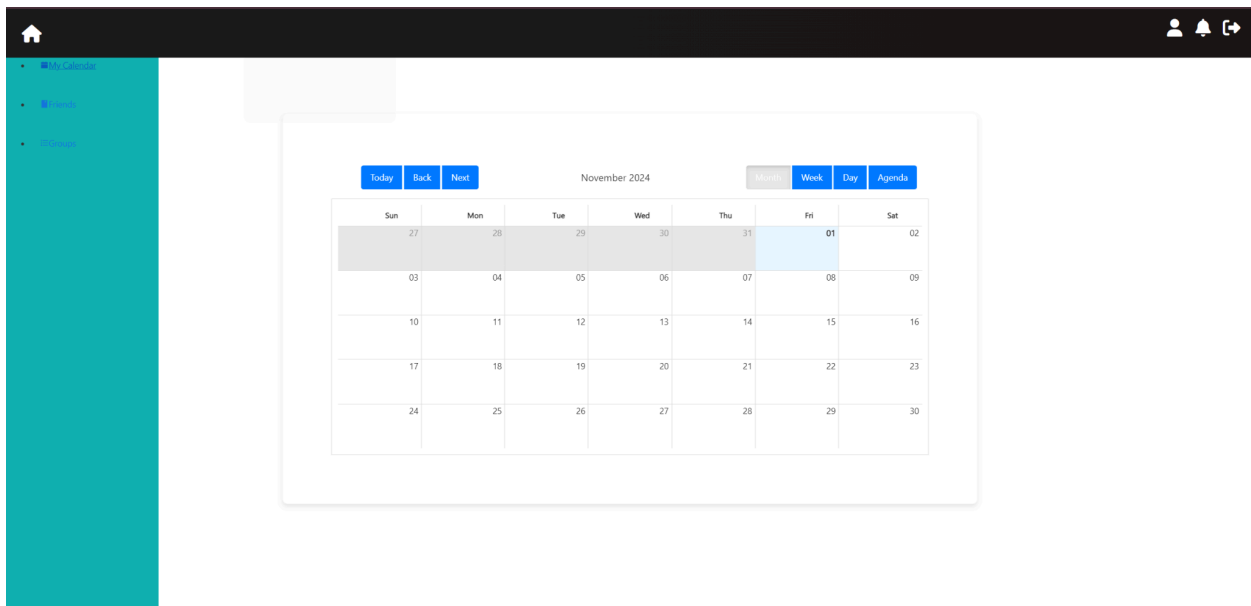 My Calendar
Friends
Groups
Today Back Next November 2024 Month Week Day Agenda
Sun Mon Tue Wed Thu Fri Sat
27 28 29 30 31 01 02
03 04 05 06 07 08 09
10 11 12 13 14 15 16
17 18 19 20 21 22 23
24 25 26 27 28 29 30